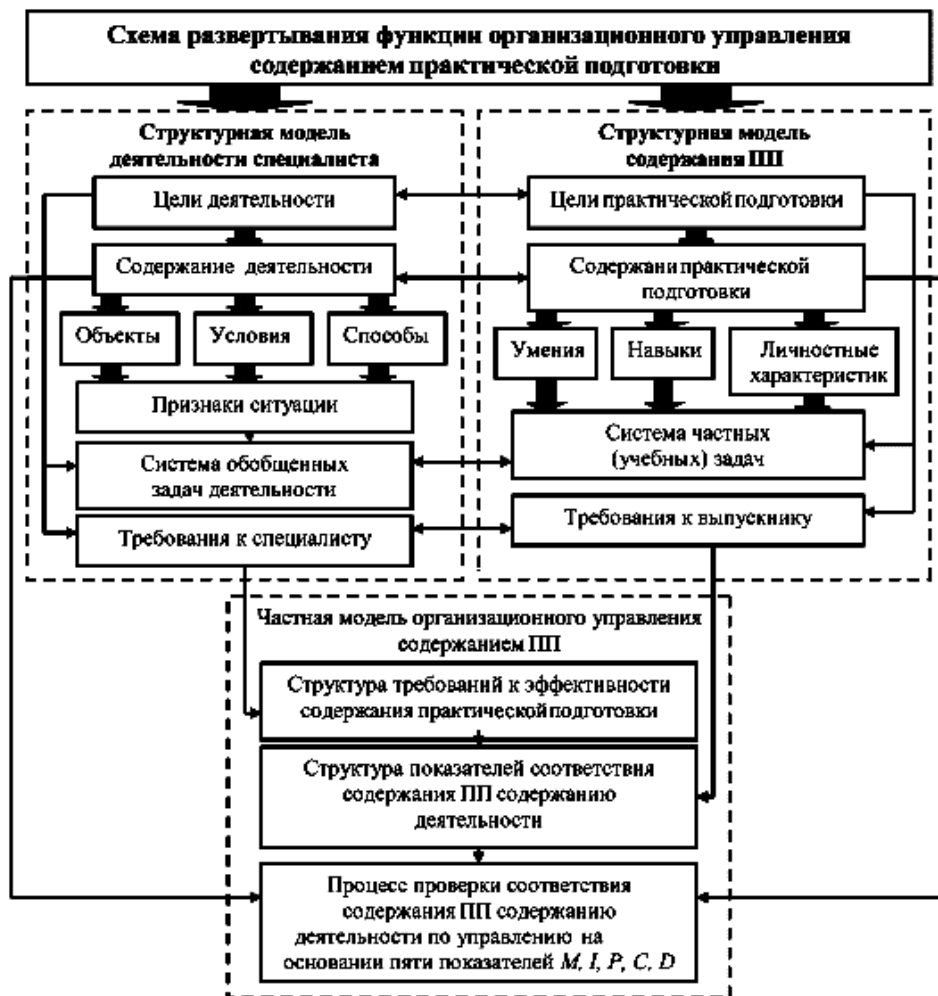 Схема развертывания функции организационного управления
содержанием практической подготовки
Структурная модель
деятельности специалиста
Цели деятельности
Содержание деятельности
Объекты
Условия
Способы
Признаки ситуации
Система обобщенных
задач деятельности
Требования к специалисту
Структурная модель
содержания ПП
Цели практической подготовки
Содержани практической
подготовки
Умения
Навыки
Личностные
характеристик
Система частных
(учебных) задач
Требования к выпускнику
Частная модель организационного управления
содержанием ПП
Структура требований к эффективности
содержания практической подготовки
Структура показателей соответствия
содержания ПП содержанию
деятельности
Процесс проверки соответствия
содержания ПП содержанию
деятельности по управлению на
основании пяти показателей M, I, P, C, D